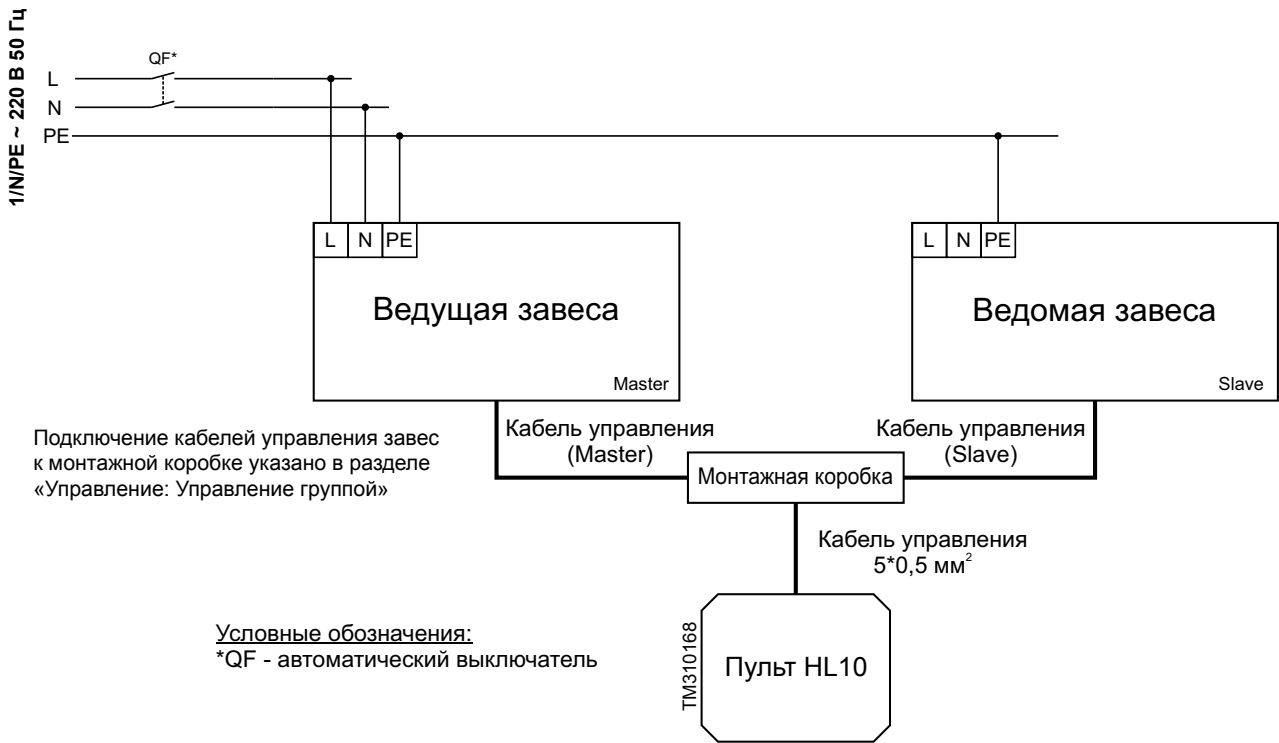 1/N/PE ~ 220 В 50 Гц
QF*
L
N
PE
L N PE
Ведущая завеса
Master
L N PE
Ведомая завеса
Slave
Подключение кабелей управления завес
к монтажной коробке указано в разделе
«Управление: Управление группой»
Кабель управления
(Master)
Кабель управления
(Slave)
Монтажная коробка
Кабель управления
5*0,5 мм²
Условные обозначения:
*QF - автоматический выключатель
TM310168
Пульт HL10